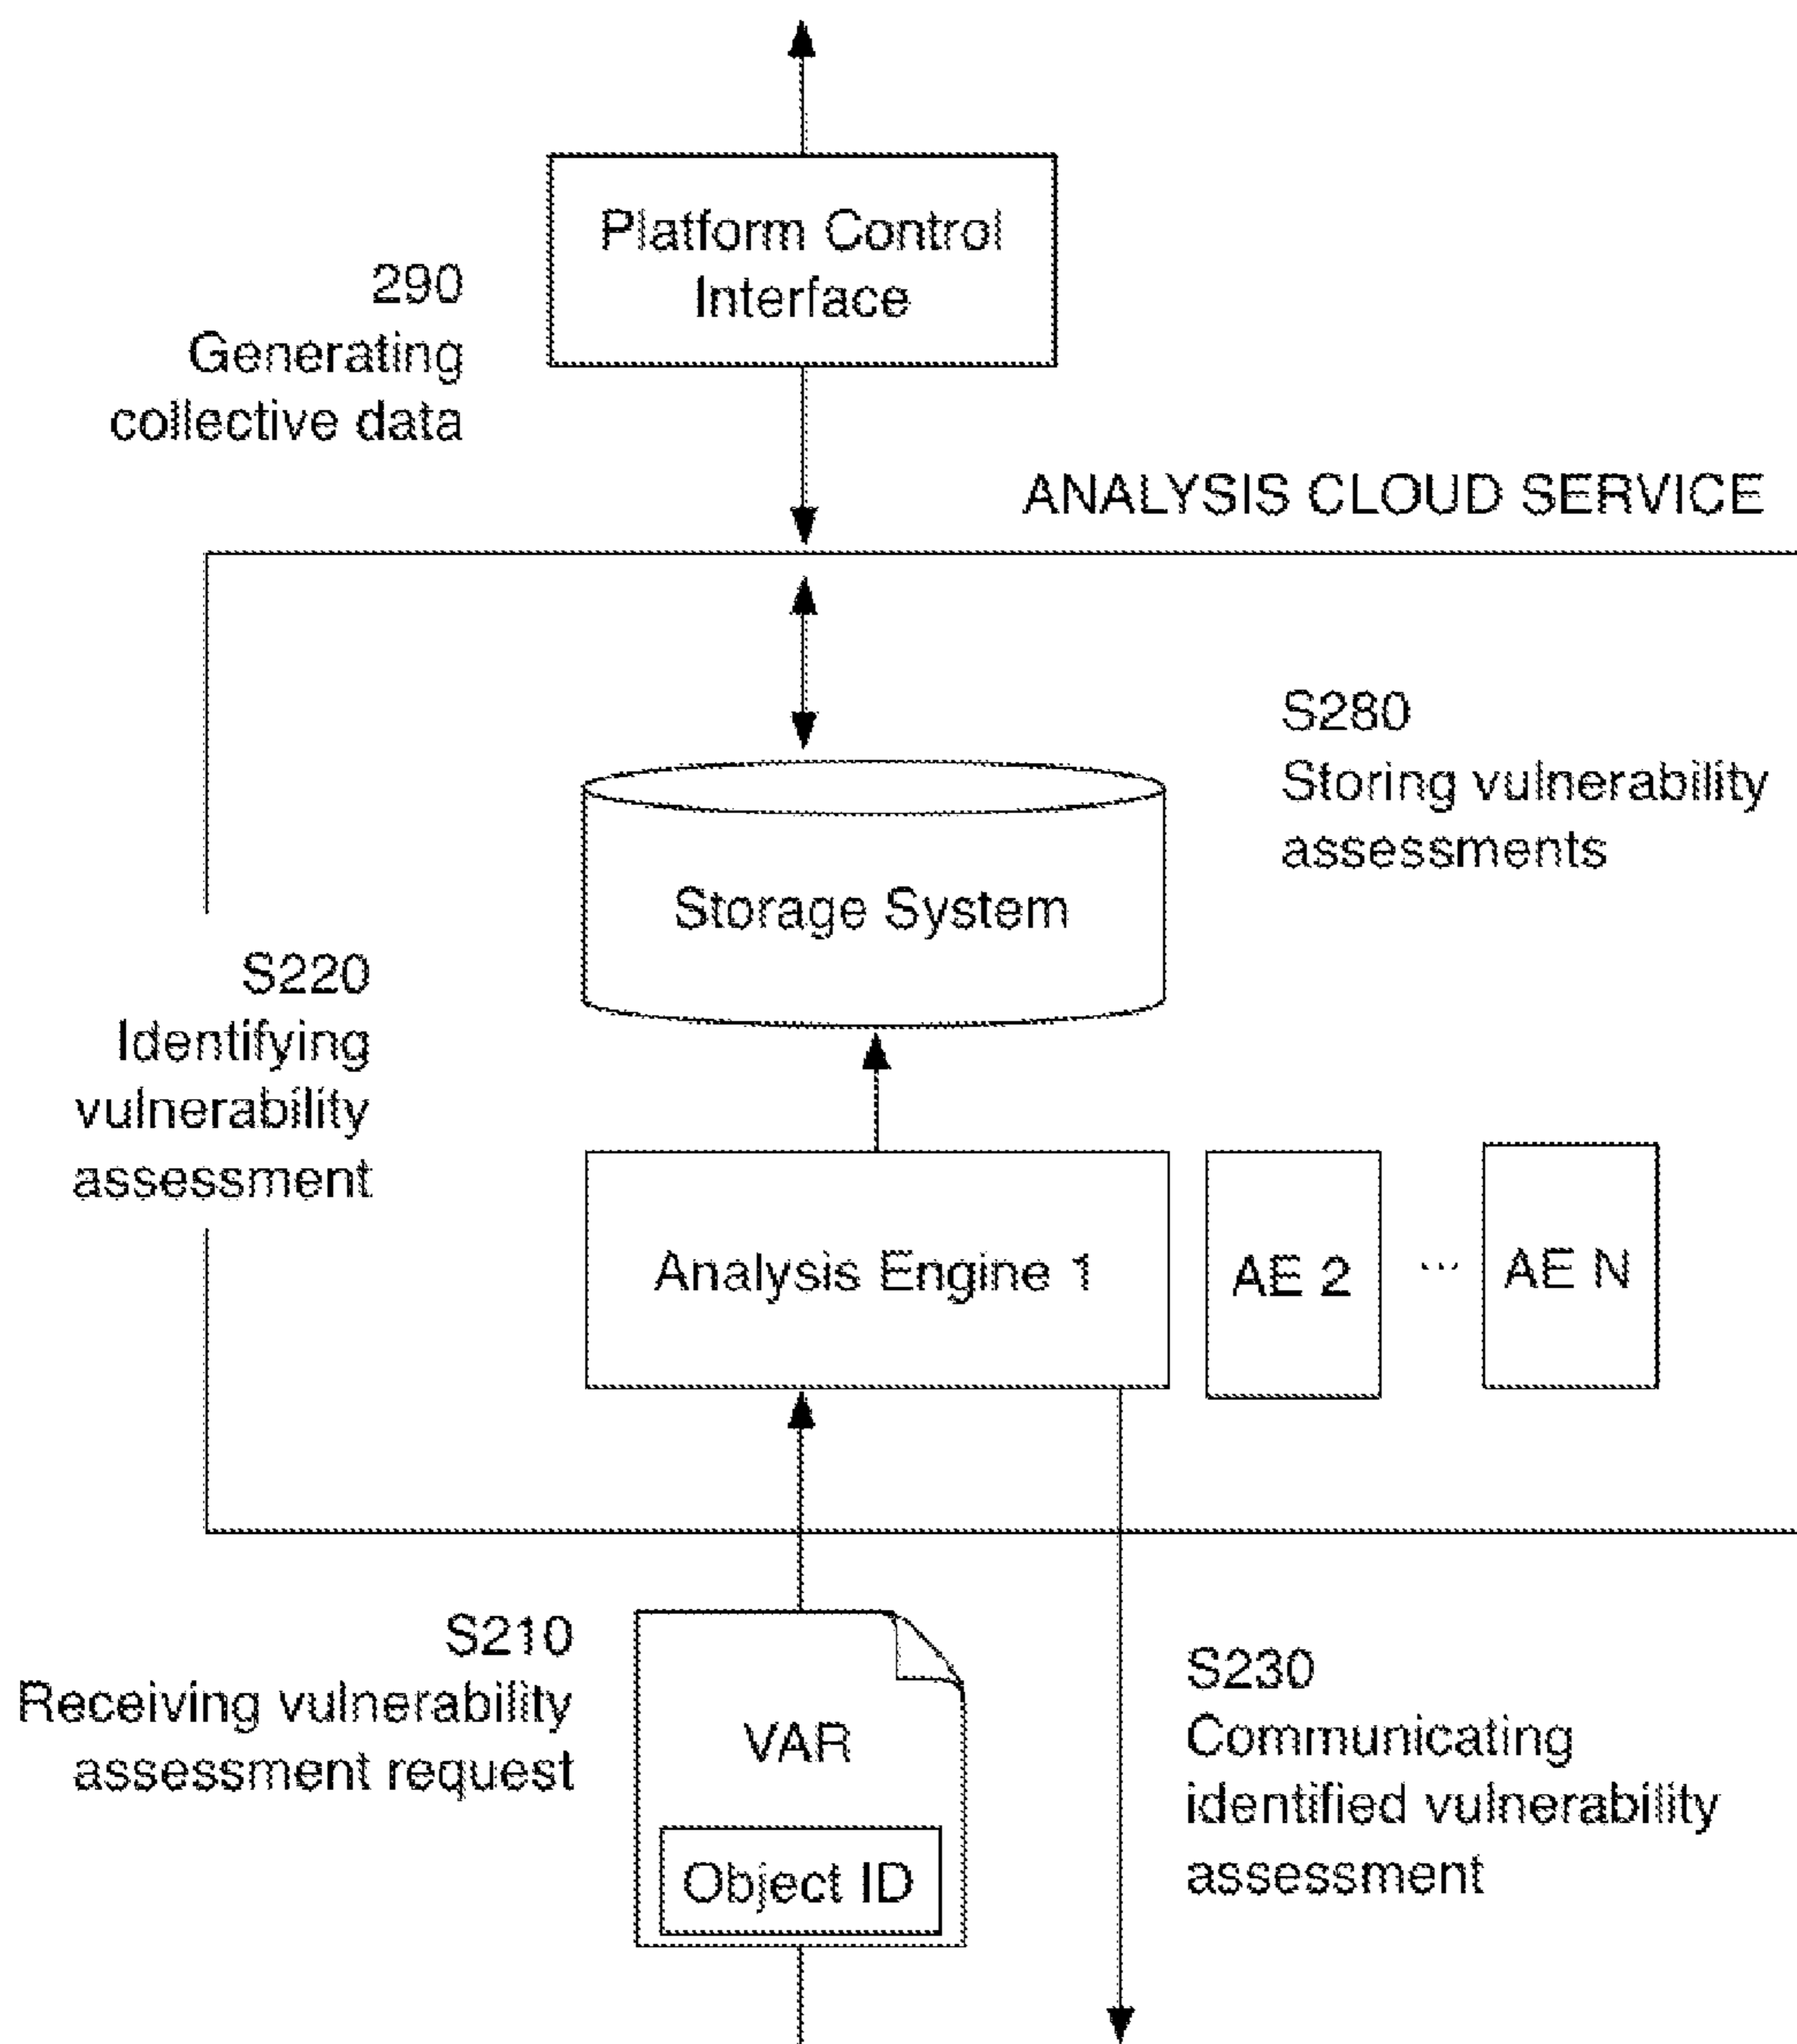 Platform Control
Interface
290
Generating
collective data
ANALYSIS CLOUD SERVICE
S280
Storing vulnerability
assessments
Storage System
S220
Identifying
vulnerability
assessment
Analysis Engine 1
AE 2
...
AE N
S210
Receiving vulnerability
assessment request
VAR
Object ID
S230
Communicating
identified vulnerability
assessment